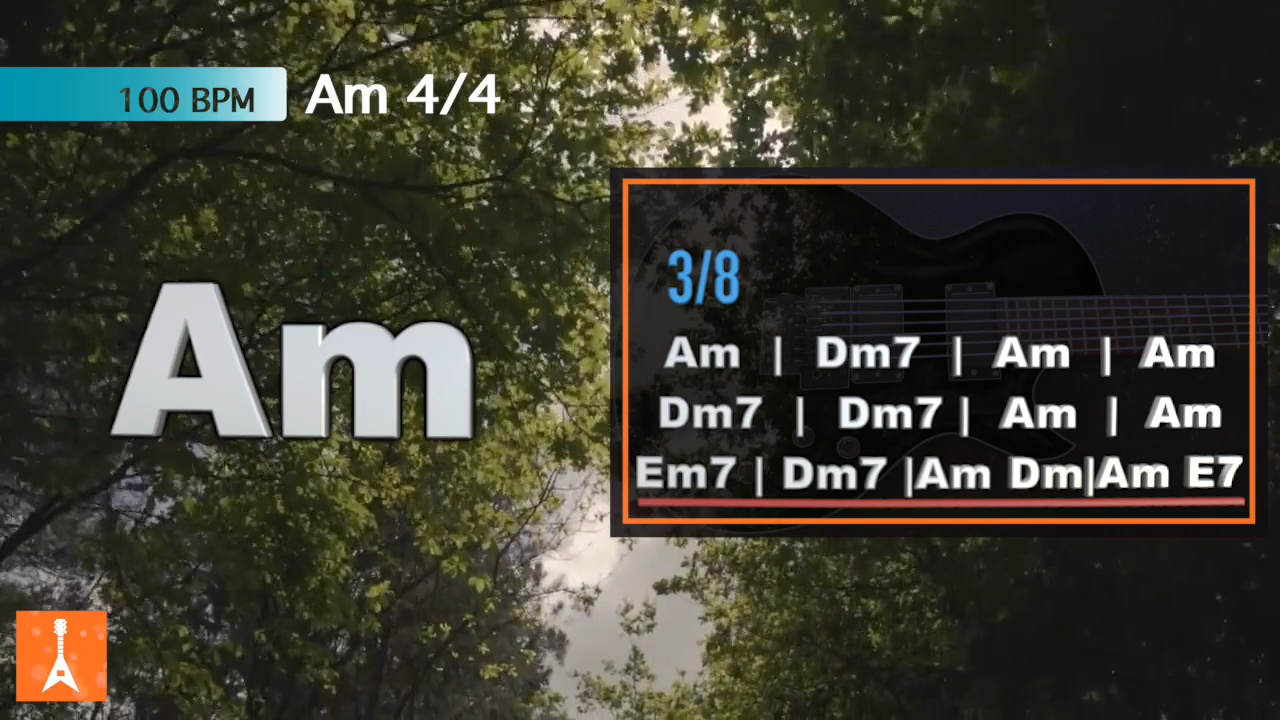 100 BPM Am 4/4
Am
3/8
Am | Dm7 | Am | Am
Dm7 | Dm7 | Am | Am
Em7 | Dm7 |Am Dm|Am E7